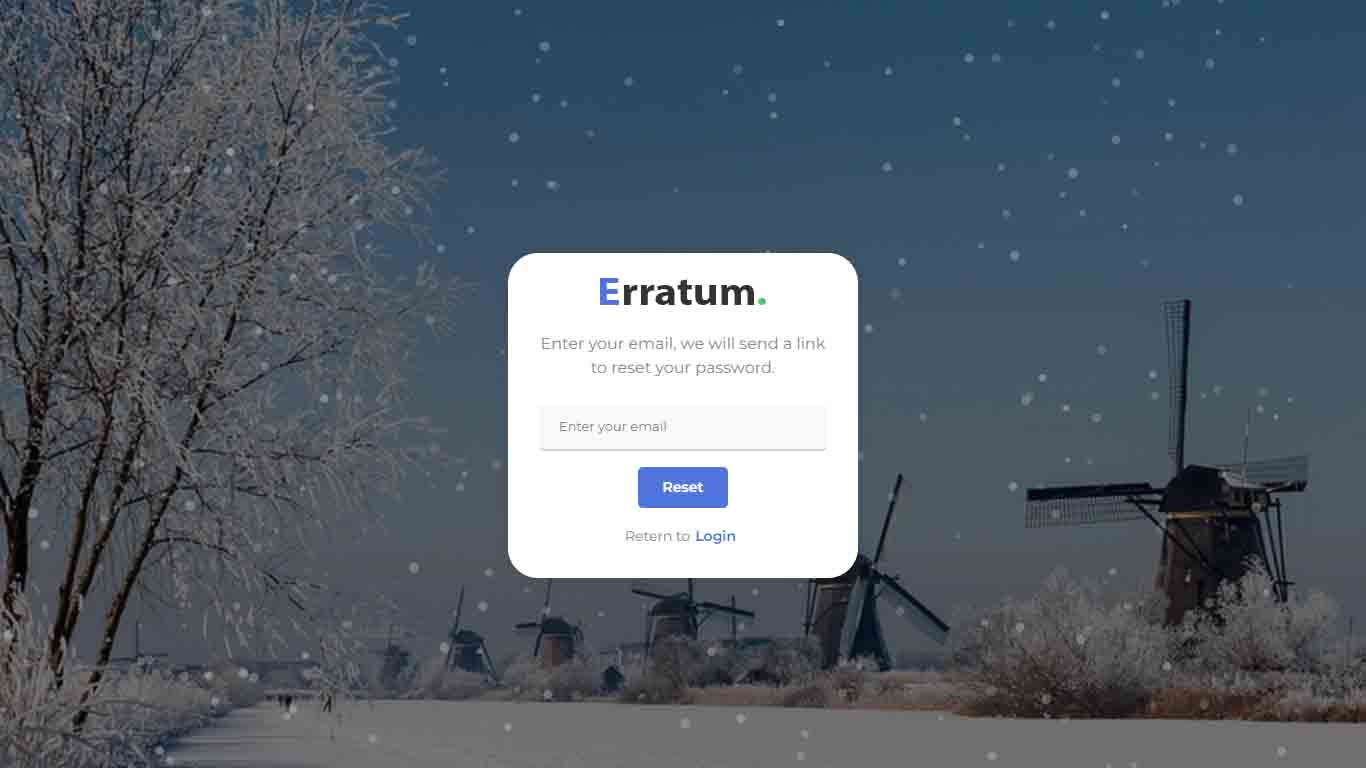 Erratum.
Enter your email, we will send a link
to reset your password.
Enter your email
Reset
Retern to Login